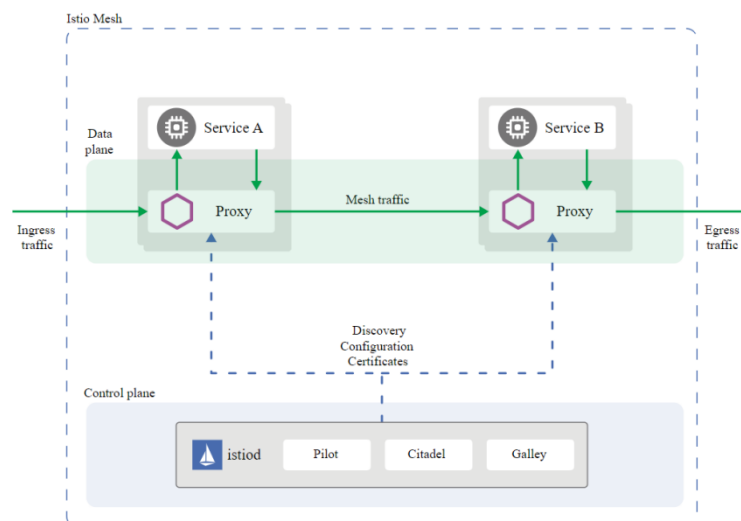 Istio Mesh
Data
plane
Service A
Service B
Proxy
Mesh traffic
Proxy
Ingress
traffic
Egress
traffic
Discovery
Configuration
Certificates
Control plane
istiod
Pilot
Citadel
Galley